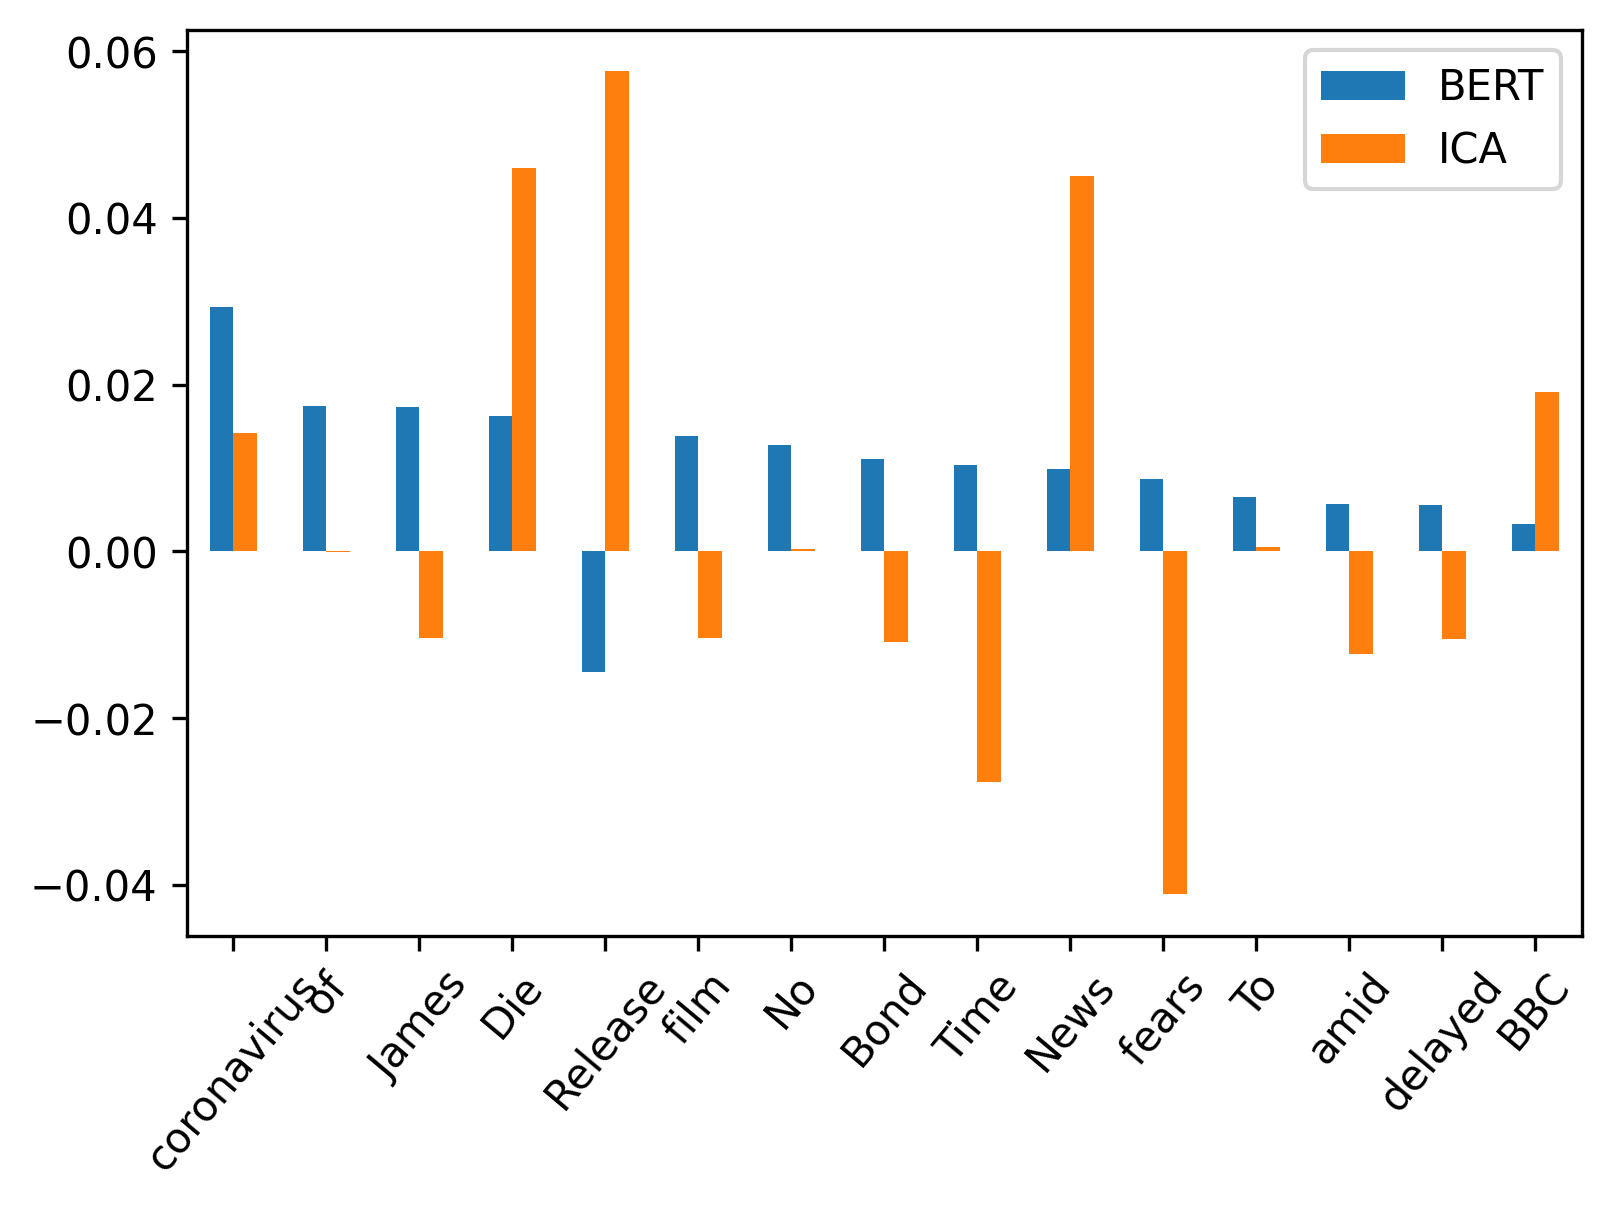 0.06
0.04
0.02
0.00
−0.02
−0.04
BERT
ICA
coronavirus
of
James
Die
Release
film
No
Bond
Time
News
fears
To
amid
delayed
BBC